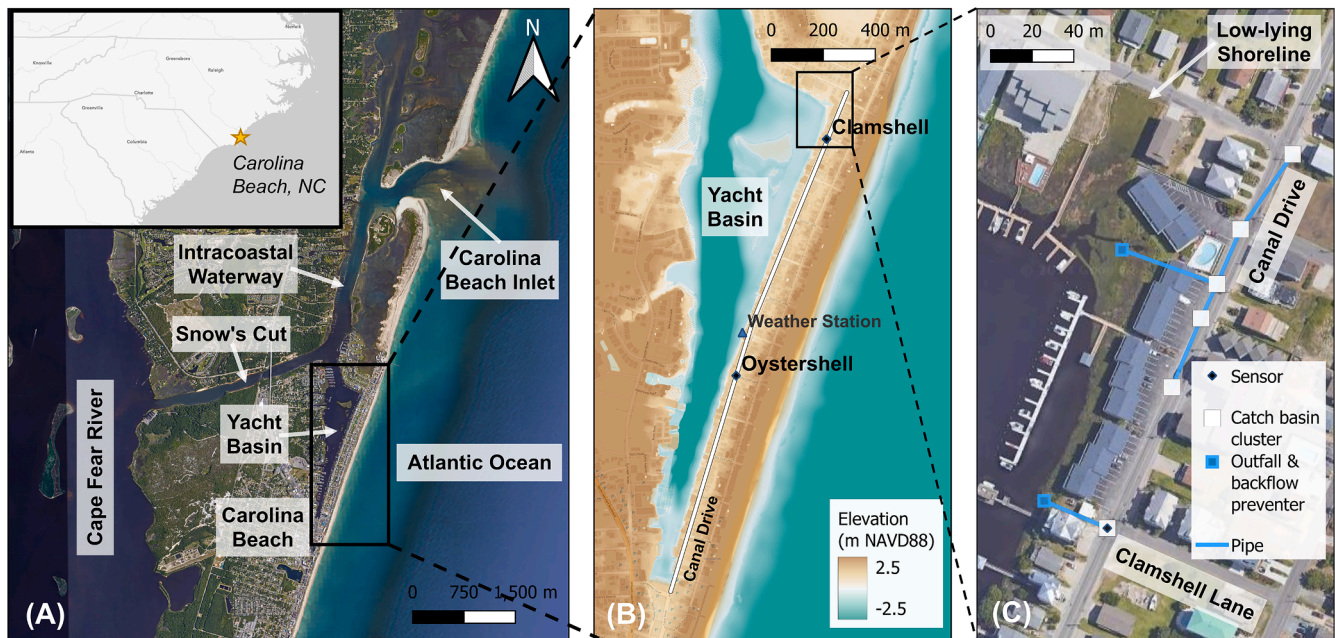 Norfolk
Knoxville
Greensboro
Raleigh
Charlotte
Greenville
Columbia
Atlanta
Carolina
Beach, NC
N
Intracoastal
Waterway
Carolina
Beach Inlet
Snow's Cut
Yacht
Basin
Cape Fear River
Atlantic Ocean
Carolina
Beach
0 750 1,500 m
(A)
0 200 400 m
Clamshell
Yacht
Basin
Weather Station
Oystershell
Canal Drive
Elevation
(m NAVD88)
2.5
-2.5
(B)
0 20 40 m
Low-lying
Shoreline
Canal Drive
Sensor
Catch basin
cluster
Outfall &
backflow
preventer
Pipe
Clamshell Lane
(C)